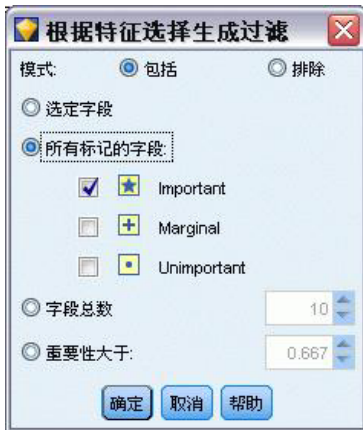 根据特征选择生成过滤
模式: 包括 排除
选定字段
所有标记的字段:
Important
Marginal
Unimportant
字段总数 10
重要性大于: 0.667
确定 取消 帮助